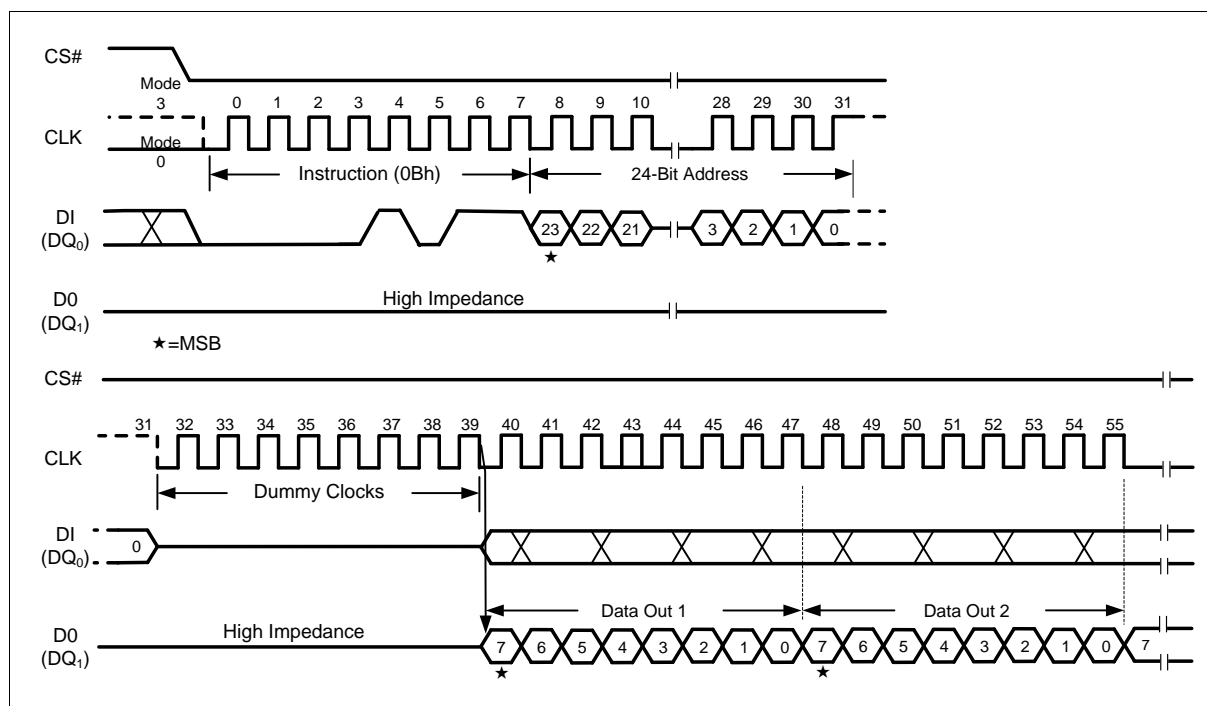 CS#
Mode
3
0 1 2 3 4 5 6 7 8 9 10 28 29 30 31
CLK
Mode
0
Instruction (0Bh) 24-Bit Address
DI
(DQ0)
23 22 21 3 2 1 0
★
D0
(DQ1)
High Impedance
★=MSB
CS#
31 32 33 34 35 36 37 38 39 40 41 42 43 44 45 46 47 48 49 50 51 52 53 54 55
CLK
Dummy Clocks
DI
(DQ0)
0
Data Out 1 Data Out 2
D0
(DQ1)
High Impedance
7 6 5 4 3 2 1 0 7 6 5 4 3 2 1 0 7
★ ★